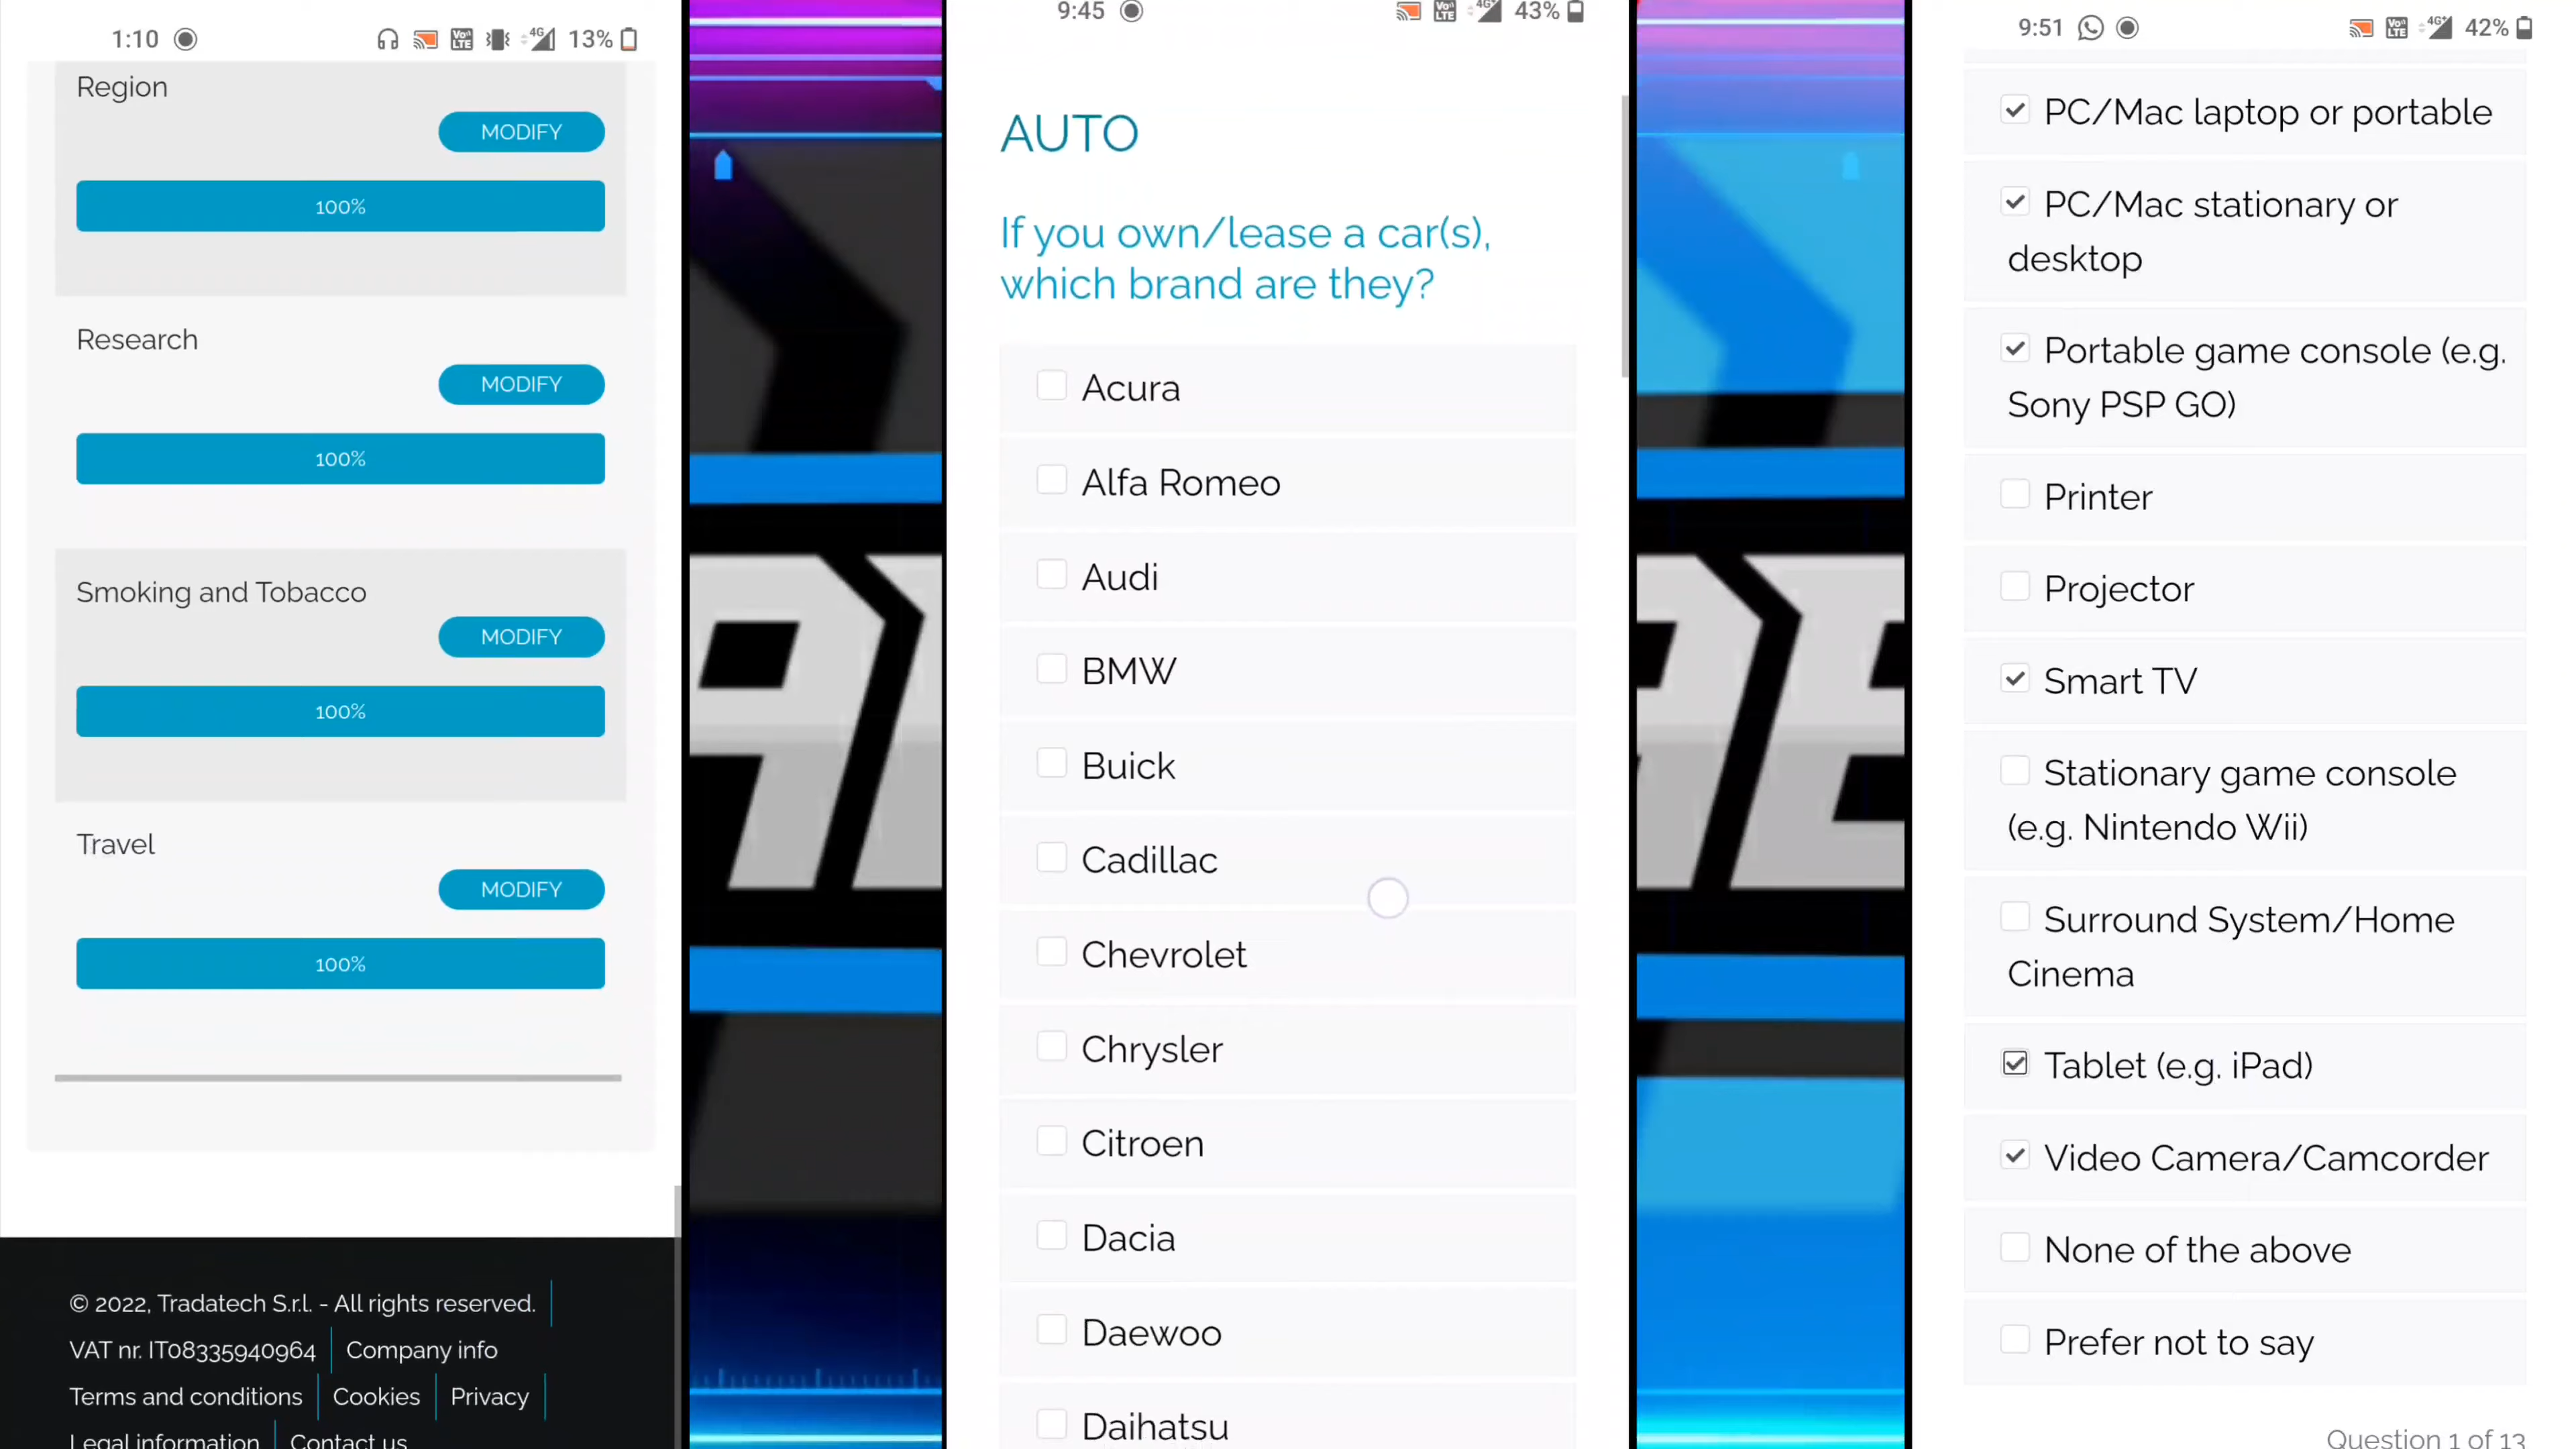 1:10
4G
13%
Region
MODIFY
100%
Research
MODIFY
100%
Smoking and Tobacco
MODIFY
100%
Travel
MODIFY
100%
© 2022, Tradatech S.r.l. - All rights reserved.
VAT nr. IT08335940964
Company info
Terms and conditions
Cookies
Privacy
Legal information
Contact us
9:45
43%
AUTO
If you own/lease a car(s),
which brand are they?
Acura
Alfa Romeo
Audi
BMW
Buick
Cadillac
Chevrolet
Chrysler
Citroen
Dacia
Daewoo
Daihatsu
9:51
42%
PC/Mac laptop or portable
PC/Mac stationary or
desktop
Portable game console (e.g.
Sony PSP GO)
Printer
Projector
Smart TV
Stationary game console
(e.g. Nintendo Wii)
Surround System/Home
Cinema
Tablet (e.g. iPad)
Video Camera/Camcorder
None of the above
Prefer not to say
Question 1 of 13